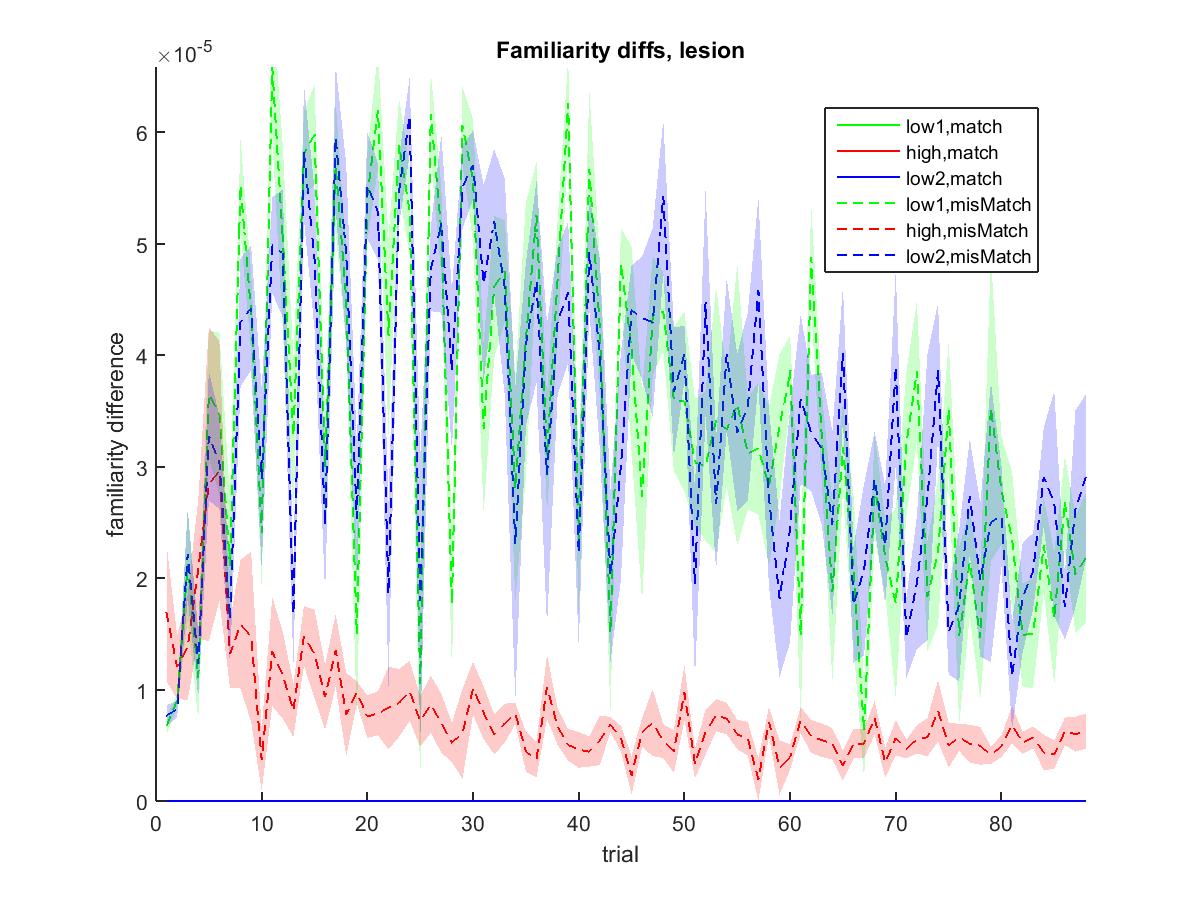 Familiarity diffs, lesion
×10-5
low1,match
high,match
low2,match
low1,misMatch
high,misMatch
low2,misMatch
familiarity difference
6
5
4
3
2
1
0
0 10 20 30 40 50 60 70 80
trial